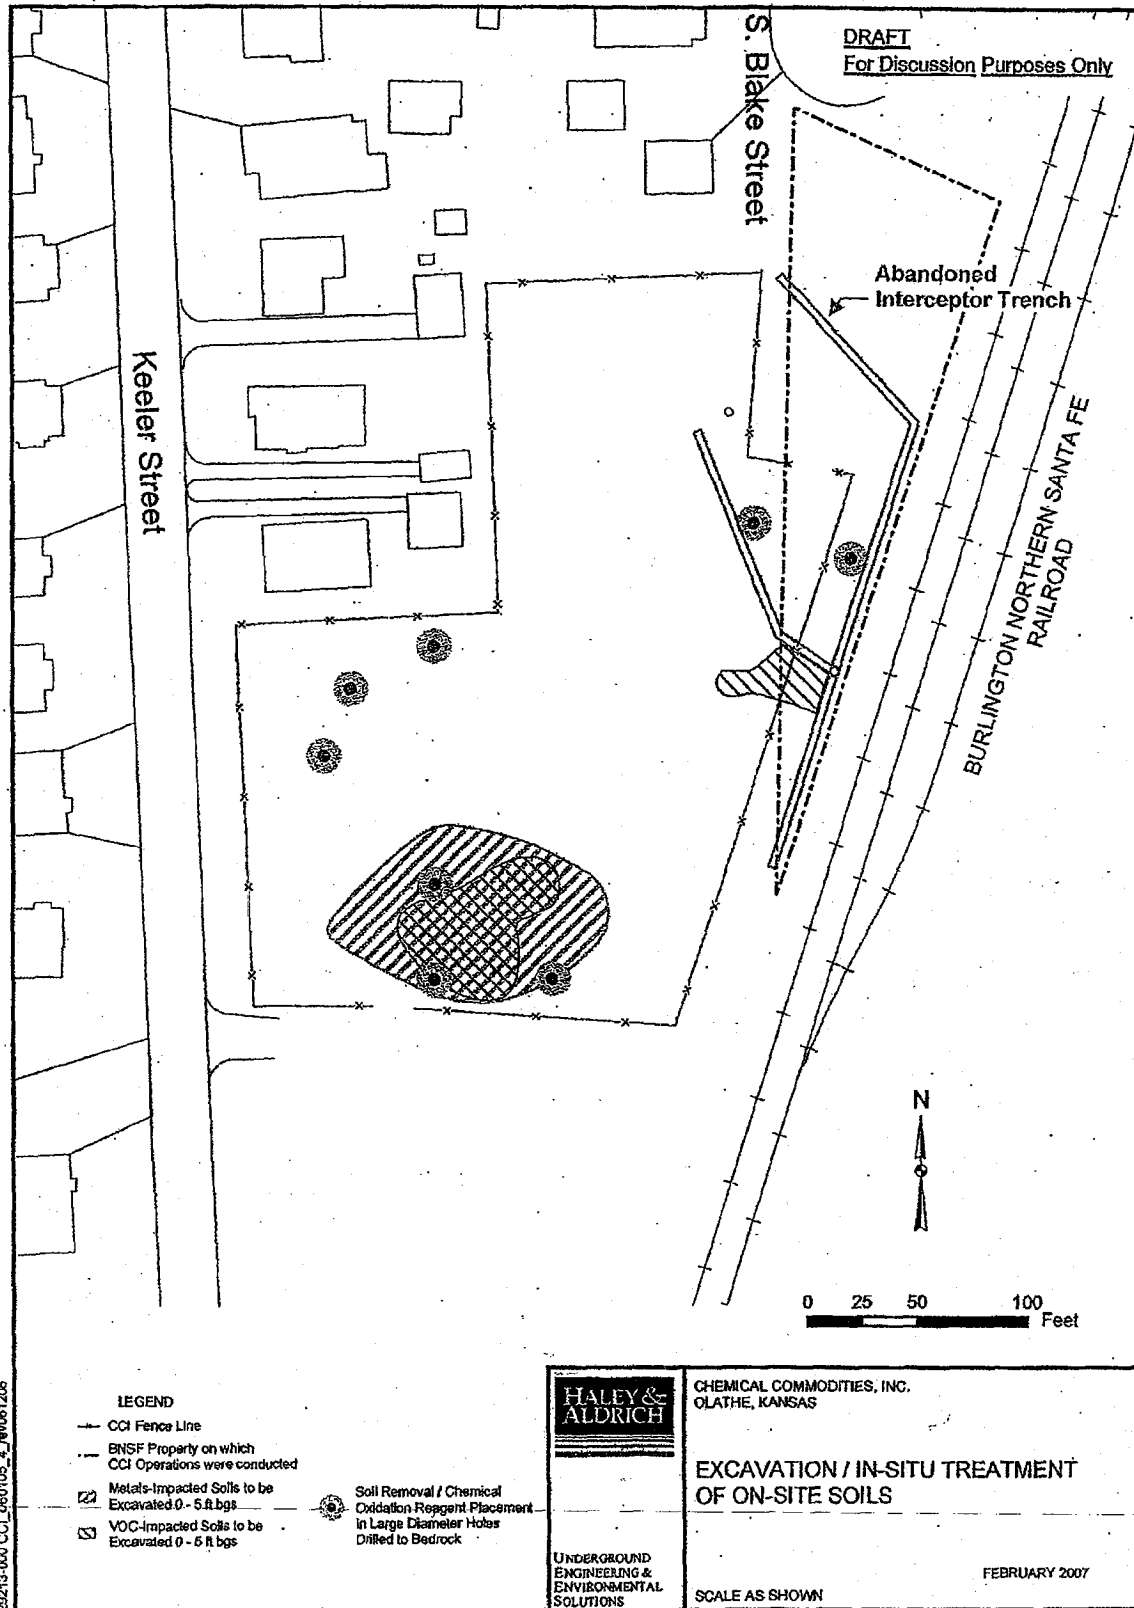 DRAFT
For Discussion Purposes Only
S. Blake Street
Abandoned
Interceptor Trench
Keeler Street
BURLINGTON NORTHERN SANTA FE
RAILROAD
N
0 25 50 100
Feet
LEGEND
CCI Fence Line
BNSF Property on which
CCI Operations were conducted
Metals-Impacted Soils to be
Excavated 0 - 5 ft bgs
VOC-Impacted Soils to be
Excavated 0 - 5 ft bgs
Soil Removal / Chemical
Oxidation Reagent Placement
in Large Diameter Holes
Drilled to Bedrock
HALEY &
ALDRICH
UNDERGROUND
ENGINEERING &
ENVIRONMENTAL
SOLUTIONS
CHEMICAL COMMODITIES, INC.
OLATHE, KANSAS
EXCAVATION / IN-SITU TREATMENT
OF ON-SITE SOILS
SCALE AS SHOWN
FEBRUARY 2007